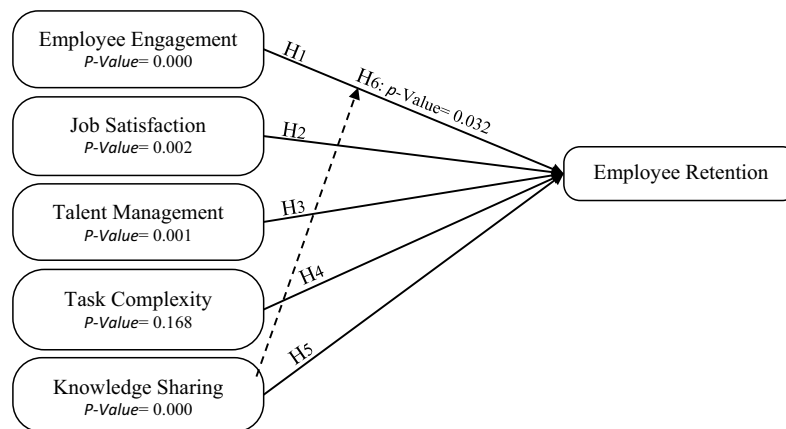 Employee Engagement
P-Value= 0.000
H1
H6: p-Value= 0.032
Job Satisfaction
P-Value= 0.002
H2
Employee Retention
Talent Management
P-Value= 0.001
H3
Task Complexity
P-Value= 0.168
H4
Knowledge Sharing
P-Value= 0.000
H5